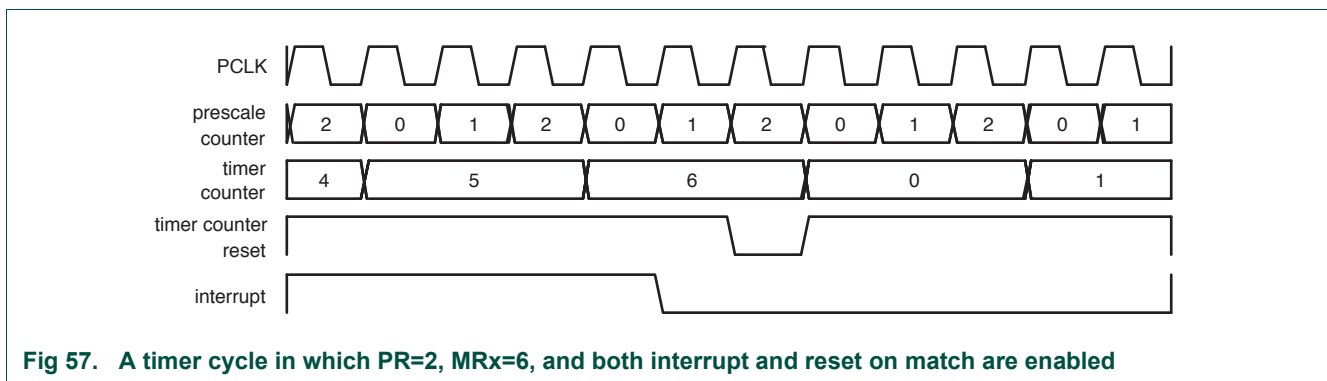 PCLK
prescale
counter
2 0 1 2 0 1 2 0 1 2 0 1
timer
counter
4 5 6 0 1
timer counter
reset
interrupt
Fig 57. A timer cycle in which PR=2, MRx=6, and both interrupt and reset on match are enabled